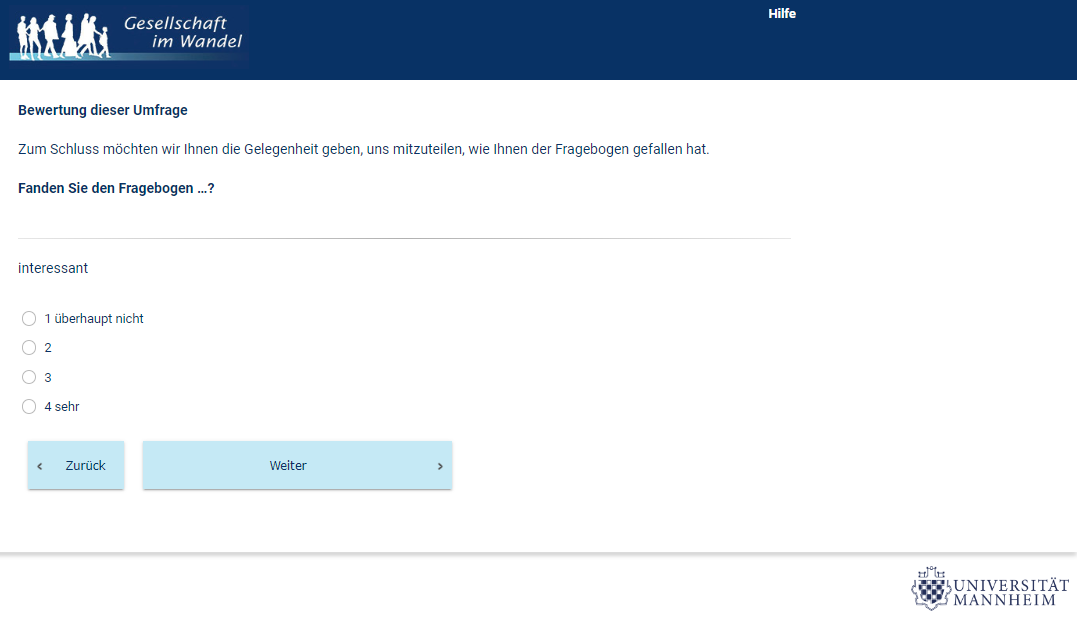 Gesellschaft
im Wandel
Hilfe
Bewertung dieser Umfrage
Zum Schluss möchten wir Ihnen die Gelegenheit geben, uns mitzuteilen, wie Ihnen der Fragebogen gefallen hat.
Fanden Sie den Fragebogen ...?
interessant
1 überhaupt nicht
2
3
4 sehr
‹ Zurück
Weiter ›
UNIVERSITÄT
MANNHEIM